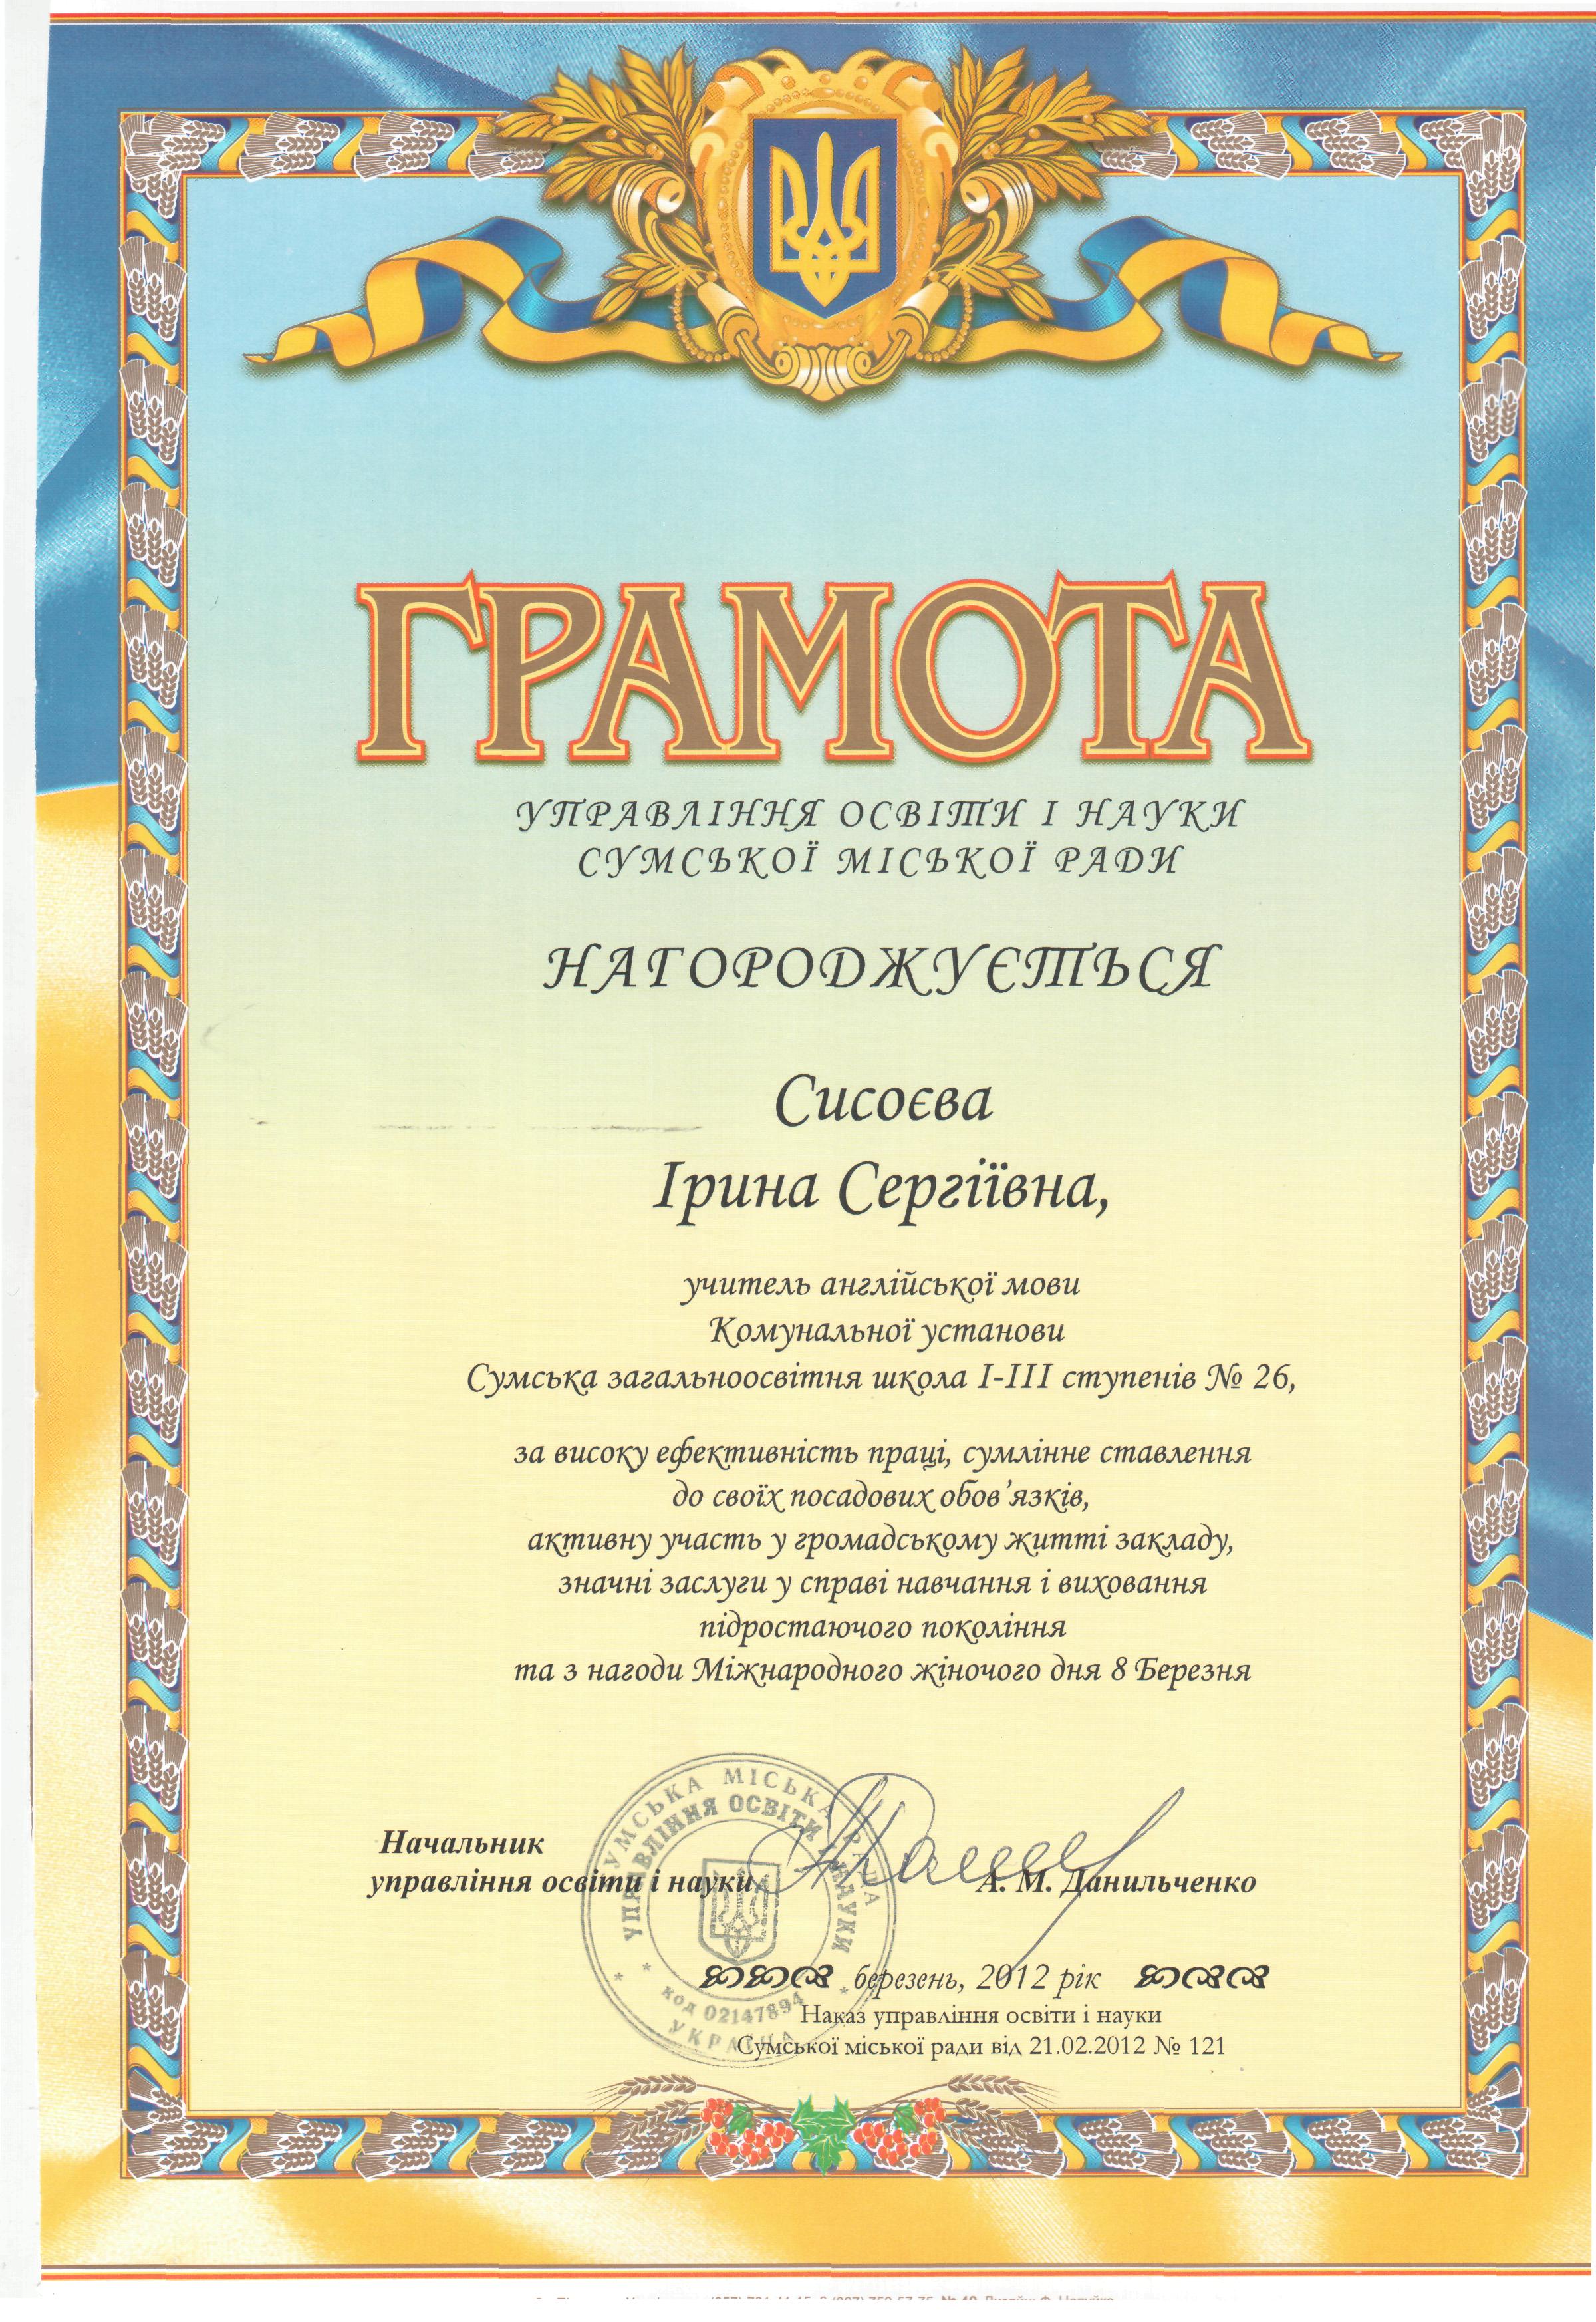 ГРАМОТА
УПРАВЛІННЯ ОСВІТИ І НАУКИ
СУМСЬКОЇ МІСЬКОЇ РАДИ
НАГОРОДЖУЄТЬСЯ
Сисоєва
Ірина Сергіївна,
учитель англійської мови
Комунальної установи
Сумська загальноосвітня школа І-ІІІ ступенів № 26,
за високу ефективність праці, сумлінне ставлення
до своїх посадових обов’язків,
активну участь у громадському житті закладу,
значні заслуги у справі навчання і виховання
підростаючого покоління
та з нагоди Міжнародного жіночого дня 8 Березня
Начальник
управління освіти і науки А. М. Данильченко
СУМСЬКА МІСЬКА РАДА
УПРАВЛІННЯ ОСВІТИ І НАУКИ
* код 02147894 *
* УКРАЇНА *
березень, 2012 рік
Наказ управління освіти і науки
Сумської міської ради від 21.02.2012 № 121